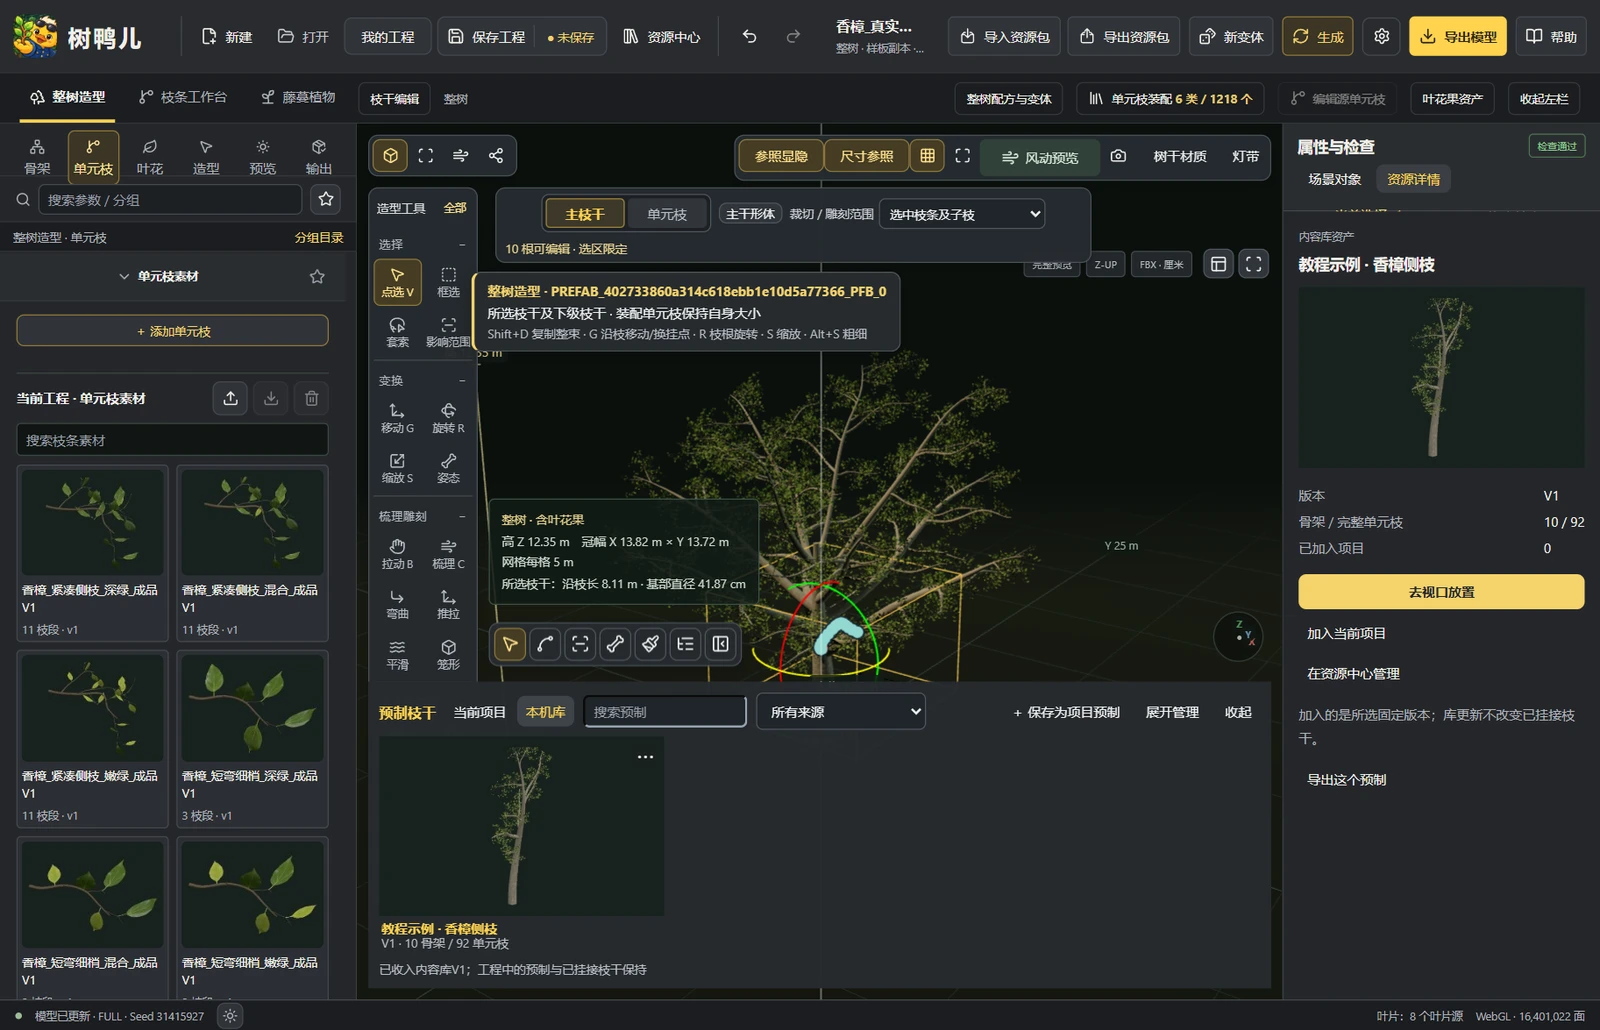 树鸭儿
新建
打开
我的工程
保存工程
● 未保存
资源中心
香樟_真实...
整树 · 样板副本 ·...
导入资源包
导出资源包
新变体
生成
导出模型
帮助
整树造型
枝条工作台
藤蔓植物
枝干编辑
整树
整树配方与变体
单元枝装配 6 类 / 1218 个
编辑源单元枝
叶花果资产
收起左栏
骨架
单元枝
叶花
造型
预览
输出
搜索参数 / 分组
整树造型 · 单元枝
分组目录
单元枝素材
+ 添加单元枝
当前工程 · 单元枝素材
搜索枝条素材
香樟_紧凑侧枝_深绿_成品
V1
11 枝段 · v1
香樟_紧凑侧枝_混合_成品
V1
11 枝段 · v1
香樟_紧凑侧枝_嫩绿_成品
V1
11 枝段 · v1
香樟_短弯细梢_深绿_成品
V1
3 枝段 · v1
香樟_短弯细梢_混合_成品
V1
香樟_短弯细梢_嫩绿_成品
V1
参照显隐
尺寸参照
风动预览
树干材质
灯带
造型工具
全部
选择
点选 V
框选
套索
影响范围
变换
移动 G
旋转 R
缩放 S
姿态
梳理雕刻
拉动 B
梳理 C
弯曲
推拉
平滑
笼形
主枝干
单元枝
主干形体
裁切 / 雕刻范围
选中枝条及子枝
10 根可编辑 · 选区限定
完整预览
Z-UP
FBX · 厘米
整树造型 · PREFAB_402733860a314c618ebb1e10d5a77366_PFB_0
所选枝干及下级枝干 · 装配单元枝保持自身大小
Shift+D 复制整束 · G 沿枝移动/换挂点 · R 枝根旋转 · S 缩放 · Alt+S 粗细
整树 · 含叶花果
高 Z 12.35 m 冠幅 X 13.82 m × Y 13.72 m
网格每格 5 m
所选枝干：沿枝长 8.11 m · 基部直径 41.87 cm
Y 25 m
Z
Y
X
预制枝干
当前项目
本机库
搜索预制
所有来源
+ 保存为项目预制
展开管理
收起
教程示例 · 香樟侧枝
V1 · 10 骨架 / 92 单元枝
已收入内容库V1；工程中的预制与已挂接枝干保持
属性与检查
检查通过
场景对象
资源详情
内容库资产
教程示例 · 香樟侧枝
版本
V1
骨架 / 完整单元枝
10 / 92
已加入项目
0
去视口放置
加入当前项目
在资源中心管理
加入的是所选固定版本；库更新不改变已挂接枝
干。
导出这个预制
模型已更新 · FULL · Seed 31415927
叶片：8 个叶片源
WebGL · 16,401,022 面